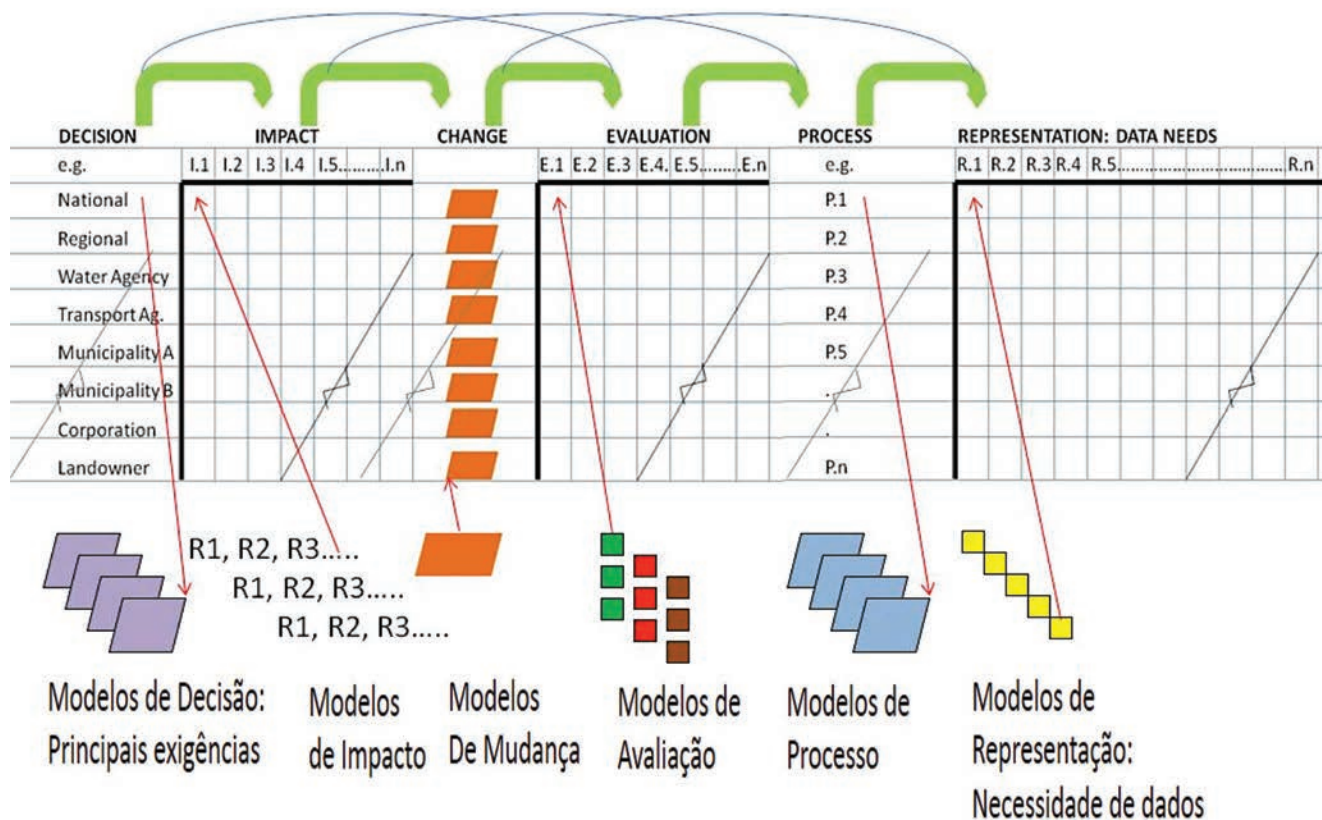 DECISION IMPACT CHANGE EVALUATION PROCESS REPRESENTATION: DATA NEEDS
e.g. I.1 I.2 I.3 I.4 I.5..........I.n E.1 E.2 E.3 E.4. E.5.........E.n e.g. R.1 R.2 R.3 R.4 R.5.................................................. R.n
National P.1
Regional P.2
Water Agency P.3
Transport Ag. P.4
Municipality A P.5
Municipality B .
Corporation .
Landowner P.n
R1, R2, R3.....
R1, R2, R3.....
R1, R2, R3.....
Modelos de Decisão:
Principais exigências
Modelos
de Impacto
Modelos
De Mudança
Modelos de
Avaliação
Modelos de
Processo
Modelos de
Representação:
Necessidade de dados